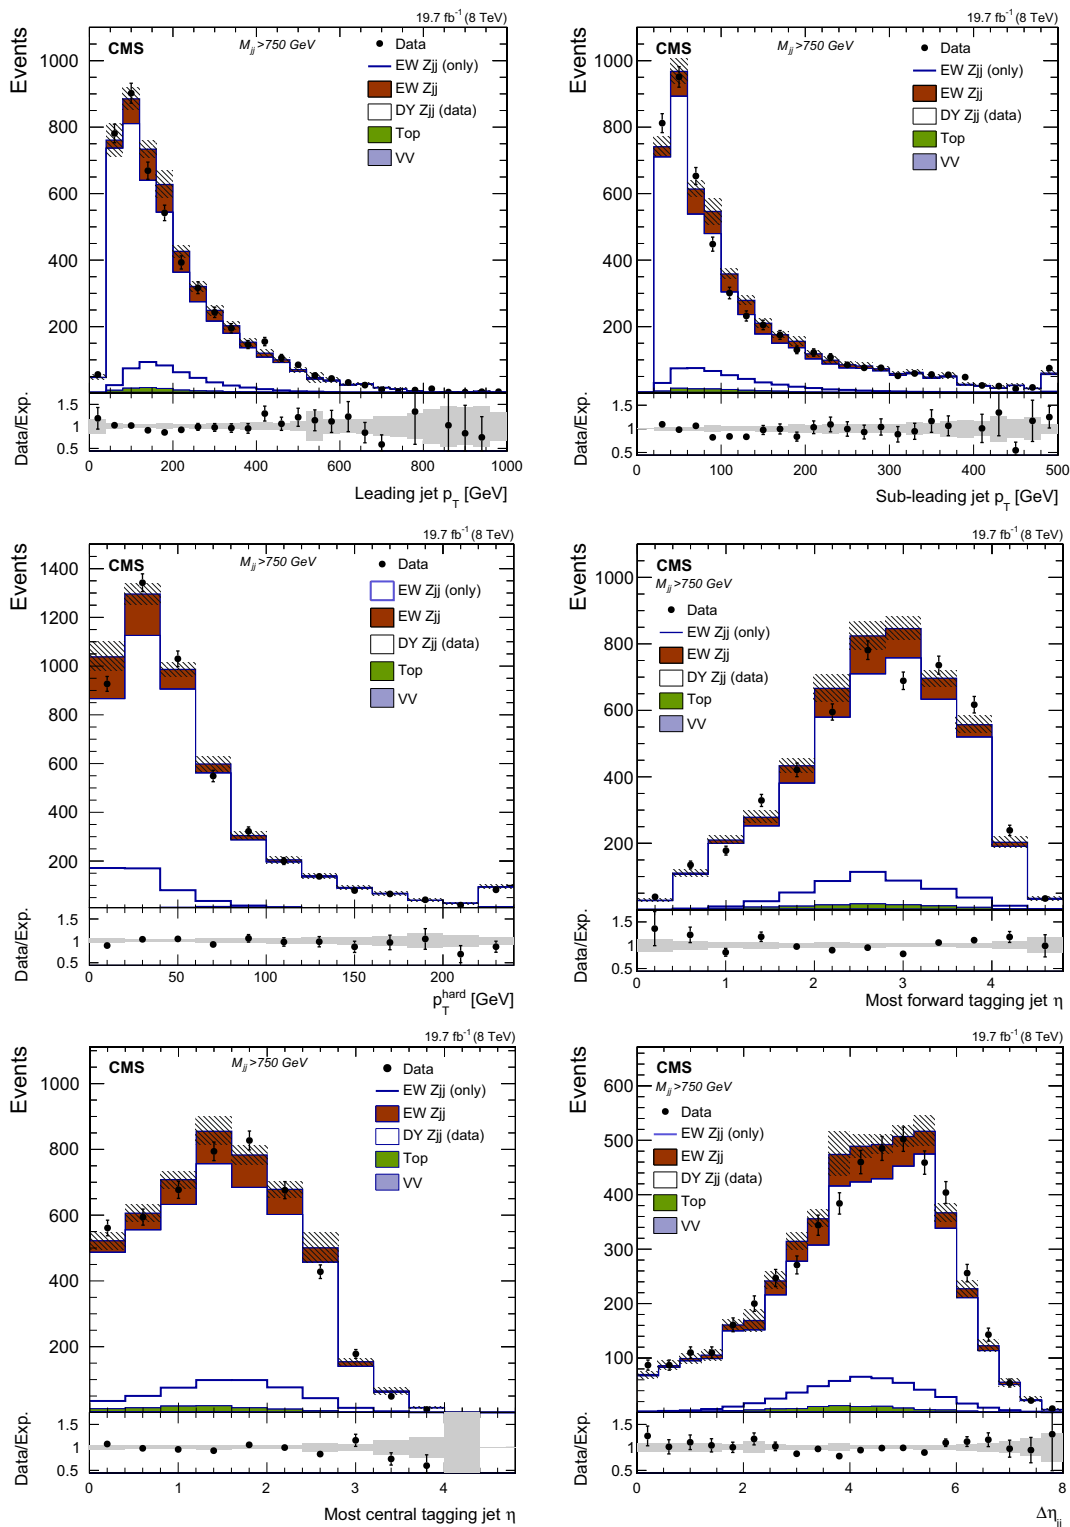 19.7 fb⁻¹ (8 TeV)
Events
CMS
M_jj >750 GeV
Data
EW Zjj (only)
EW Zjj
DY Zjj (data)
Top
VV
1000
800
600
400
200
Data/Exp.
1.5
1
0.5
0 200 400 600 800 1000
Leading jet p_T [GeV]
19.7 fb⁻¹ (8 TeV)
Events
CMS
M_jj >750 GeV
Data
EW Zjj (only)
EW Zjj
DY Zjj (data)
Top
VV
1000
800
600
400
200
Data/Exp.
1.5
1
0.5
0 100 200 300 400 500
Sub-leading jet p_T [GeV]
19.7 fb⁻¹ (8 TeV)
Events
CMS
M_jj >750 GeV
Data
EW Zjj (only)
EW Zjj
DY Zjj (data)
Top
VV
1400
1200
1000
800
600
400
200
Data/Exp.
1.5
1
0.5
0 50 100 150 200
p_T^hard [GeV]
19.7 fb⁻¹ (8 TeV)
Events
CMS
M_jj >750 GeV
Data
EW Zjj (only)
EW Zjj
DY Zjj (data)
Top
VV
1000
800
600
400
200
Data/Exp.
1.5
1
0.5
0 1 2 3 4
Most forward tagging jet η
19.7 fb⁻¹ (8 TeV)
Events
CMS
M_jj >750 GeV
Data
EW Zjj (only)
EW Zjj
DY Zjj (data)
Top
VV
1000
800
600
400
200
Data/Exp.
1.5
1
0.5
0 1 2 3 4
Most central tagging jet η
19.7 fb⁻¹ (8 TeV)
Events
CMS
M_jj >750 GeV
Data
EW Zjj (only)
EW Zjj
DY Zjj (data)
Top
VV
600
500
400
300
200
100
Data/Exp.
1.5
1
0.5
0 2 4 6 8
Δη_jj